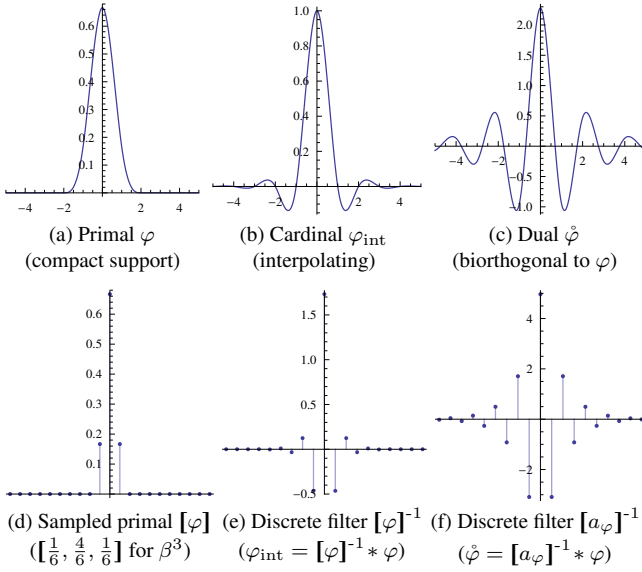 0.6
0.5
0.4
0.3
0.2
0.1
-4 -2 2 4
(a) Primal φ
(compact support)
1.0
0.8
0.6
0.4
0.2
-4 -2 2 4
(b) Cardinal φint
(interpolating)
2.0
1.5
1.0
0.5
-4 -2 2 4
-0.5
-1.0
(c) Dual φ̊
(biorthogonal to φ)
0.6
0.5
0.4
0.3
0.2
0.1
(d) Sampled primal [φ]
([1/6, 4/6, 1/6] for β³)
1.5
1.0
0.5
-0.5
(e) Discrete filter [φ]⁻¹
(φint = [φ]⁻¹ * φ)
4
2
-2
(f) Discrete filter [aφ]⁻¹
(φ̊ = [aφ]⁻¹ * φ)